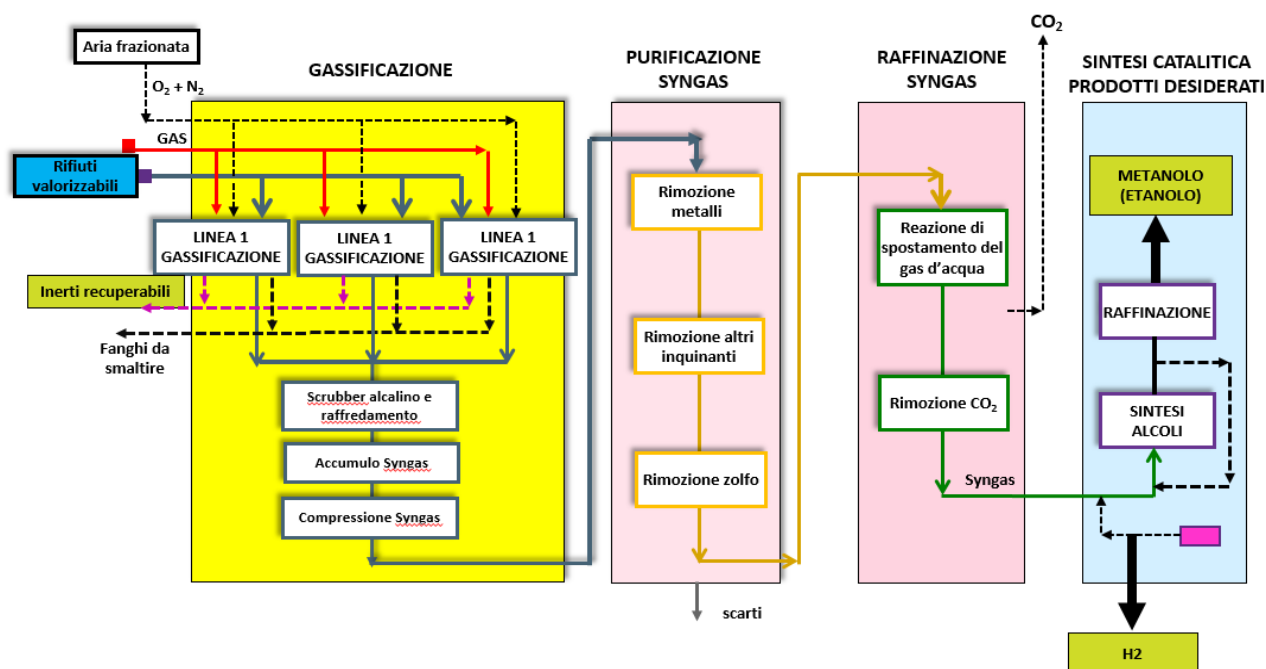 CO₂
Aria frazionata
O₂ + N₂
GASSIFICAZIONE
PURIFICAZIONE
SYNGAS
RAFFINAZIONE
SYNGAS
SINTESI CATALITICA
PRODOTTI DESIDERATI
GAS
Rifiuti
valorizzabili
LINEA 1
GASSIFICAZIONE
LINEA 1
GASSIFICAZIONE
LINEA 1
GASSIFICAZIONE
Inerti recuperabili
Fanghi da
smaltire
Scrubber alcalino e
raffredamento
Accumulo Syngas
Compressione Syngas
Rimozione
metalli
Rimozione altri
inquinanti
Rimozione zolfo
scarti
Reazione di
spostamento del
gas d'acqua
Rimozione CO₂
Syngas
METANOLO
(ETANOLO)
RAFFINAZIONE
SINTESI
ALCOLI
H2